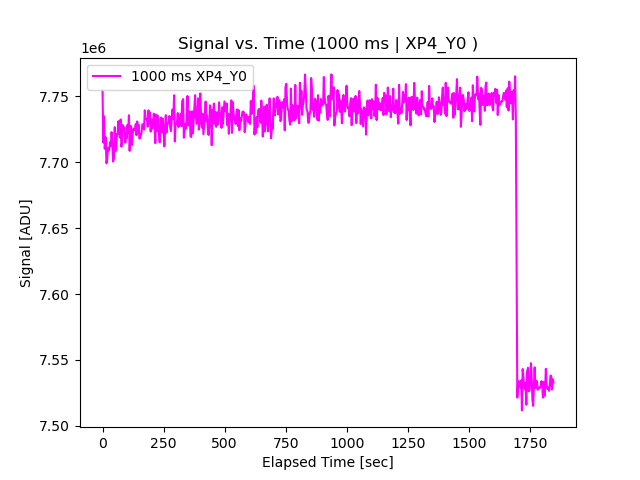 Signal vs. Time (1000 ms | XP4_Y0 )
1e6
1000 ms XP4_Y0
7.75
7.70
7.65
7.60
7.55
7.50
Signal [ADU]
0 250 500 750 1000 1250 1500 1750
Elapsed Time [sec]